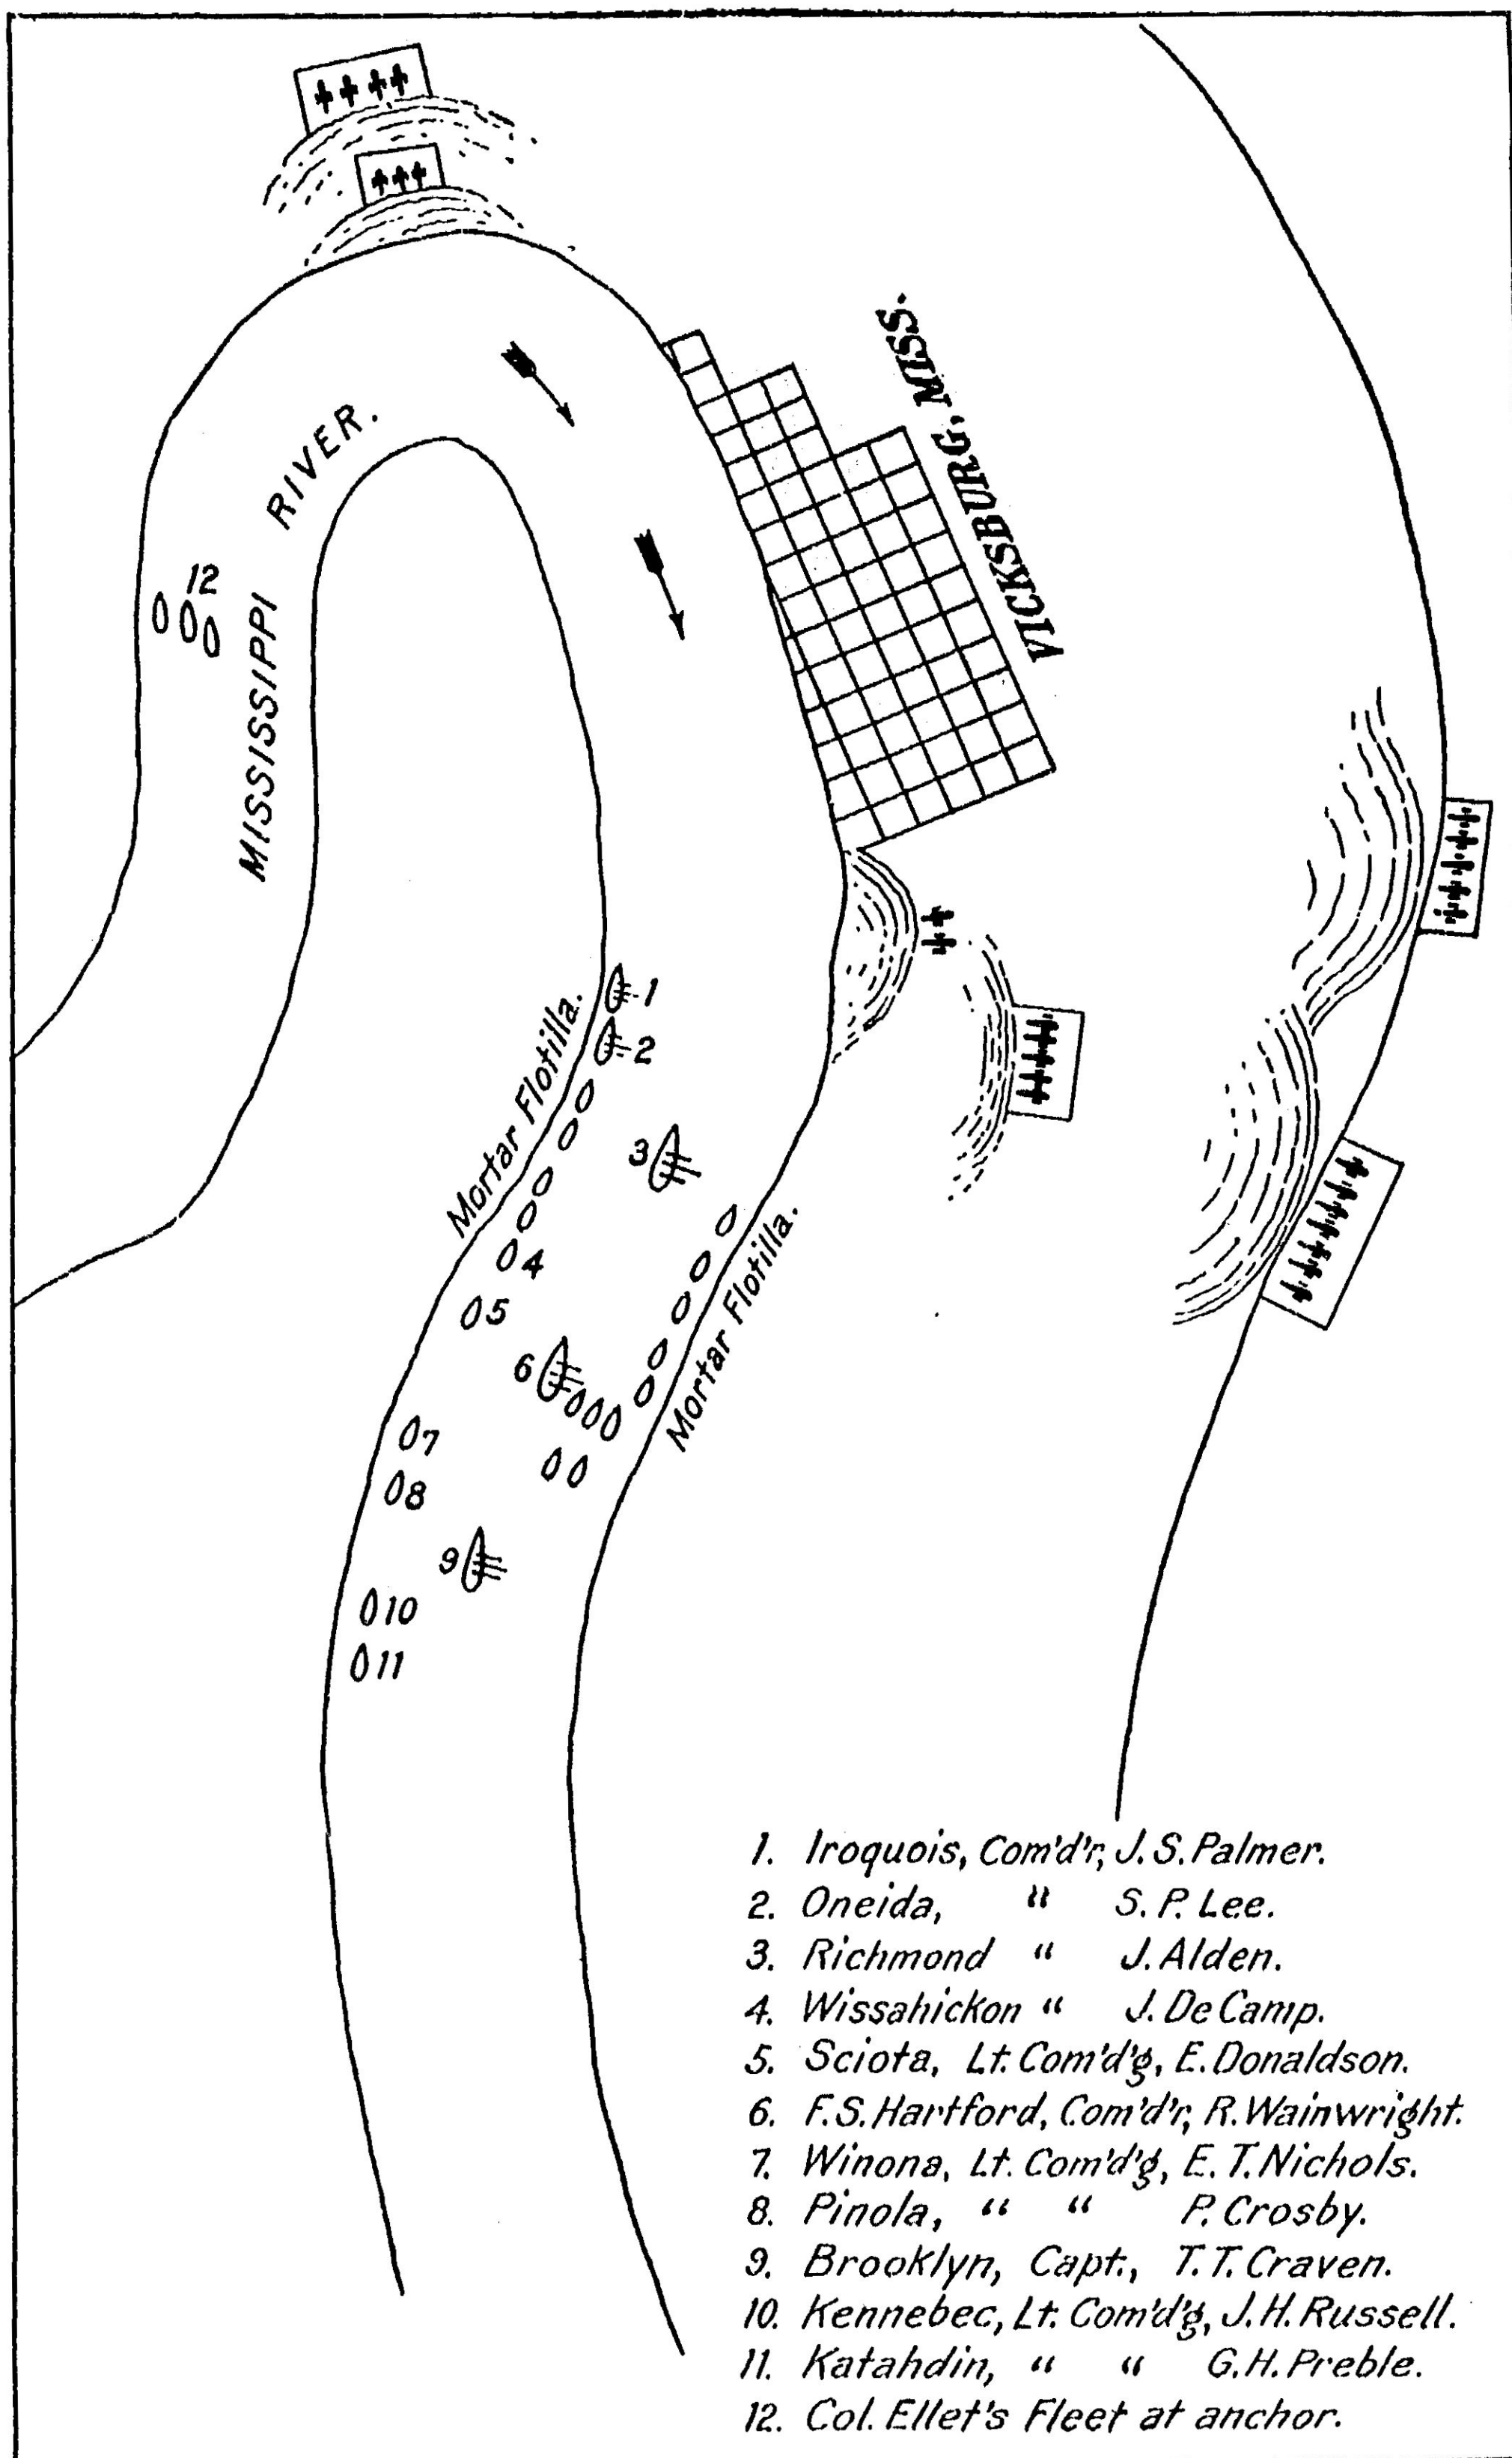 VICKSBURG, MISS.
MISSISSIPPI RIVER.
12
1
2
Mortar Flotilla.
3
4
5
Mortar Flotilla.
6
7
8
9
10
11
1. Iroquois, Com'd'r, J.S. Palmer.
2. Oneida, " S.P. Lee.
3. Richmond " J. Alden.
4. Wissahickon " J. De Camp.
5. Sciota, Lt. Com'd'g, E. Donaldson.
6. F.S. Hartford, Com'd'r, R. Wainwright.
7. Winona, Lt. Com'd'g, E.T. Nichols.
8. Pinola, " " P. Crosby.
9. Brooklyn, Capt., T.T. Craven.
10. Kennebec, Lt. Com'd'g, J.H. Russell.
11. Katahdin, " " G.H. Preble.
12. Col. Ellet's Fleet at anchor.